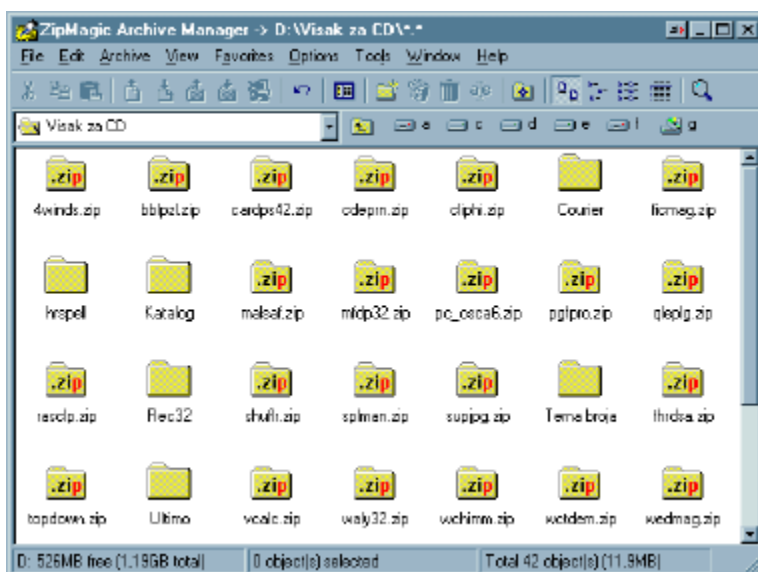 ZipMagic Archive Manager -> D:\Visak za CD\*.*
File Edit Archive View Favorites Options Tools Window Help
Visak za CD a c d e f g
.zip .zip .zip .zip .zip .zip
4winds.zip bblpzl.zip cardps42.zip cdeprn.zip cliphi.zip Courier ficmag.zip
.zip .zip .zip .zip .zip
hrspell Katalog malsaf.zip mfdp32.zip pc_osca6.zip pgfpro.zip qleplg.zip
.zip .zip .zip .zip .zip
rasclp.zip Rec32 shuflr.zip splman.zip supjpg.zip Tema broja thrdsa.zip
.zip .zip .zip .zip .zip .zip
topdown.zip Ultimo vcalc.zip waly32.zip wchimm.zip wctdem.zip wedmag.zip
D: 526MB free (1.19GB total) 0 object(s) selected Total 42 object(s) (11.9MB)